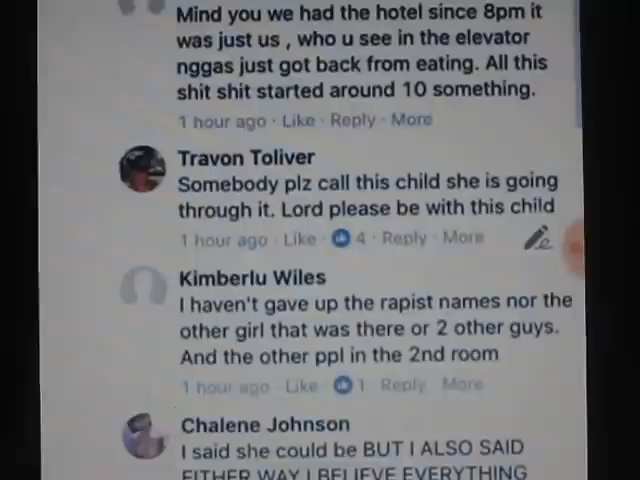 Mind you we had the hotel since 8pm it
was just us , who u see in the elevator
nggas just got back from eating. All this
shit shit started around 10 something.
1 hour ago · Like · Reply · More
Travon Toliver
Somebody plz call this child she is going
through it. Lord please be with this child
1 hour ago · Like · 4 · Reply · More
Kimberlu Wiles
I haven't gave up the rapist names nor the
other girl that was there or 2 other guys.
And the other ppl in the 2nd room
1 hour ago · Like · 1 · Reply · More
Chalene Johnson
I said she could be BUT I ALSO SAID
EITHER WAY I BELIEVE EVERYTHING